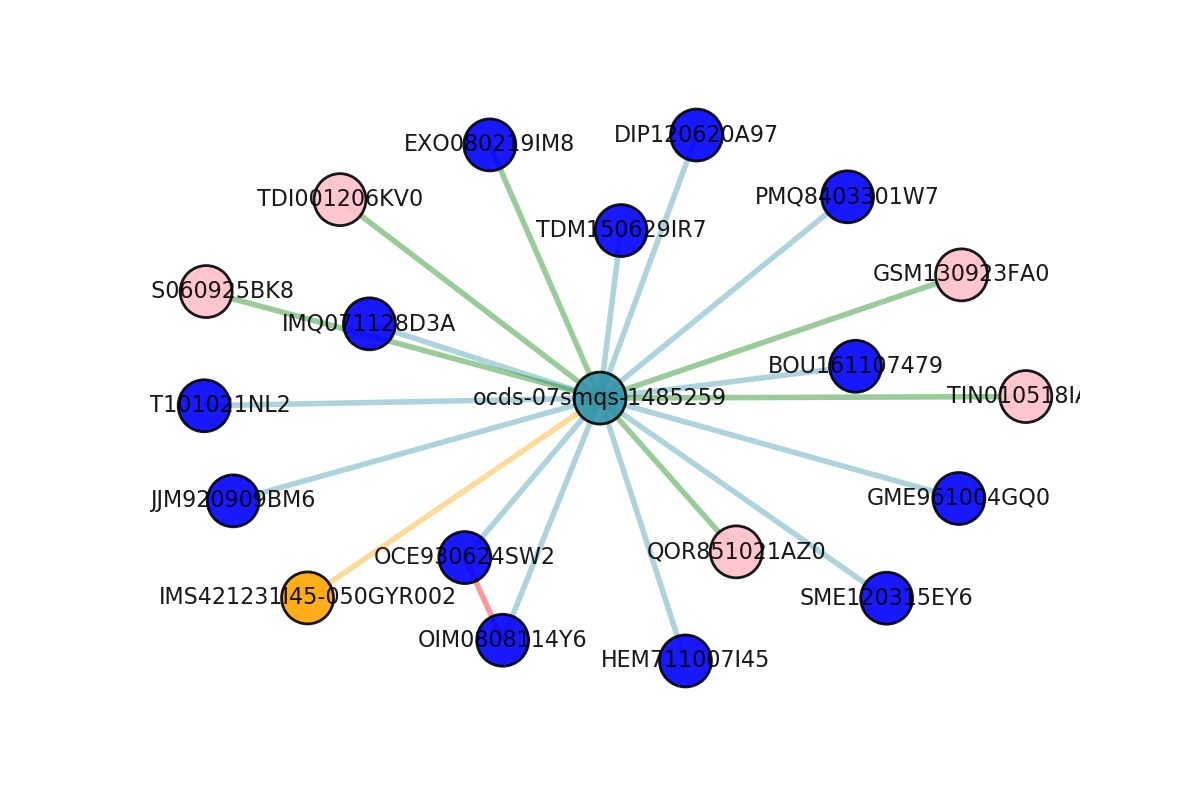 DIP120620A97
EXO080219IM8
PMQ8403301W7
TDI001206KV0
TDM150629IR7
GSM130923FA0
S060925BK8
IMQ071128D3A
BOU161107479
TIN010518I
ocds-07smqs-1485259
T101021NL2
GME961004GQ0
JJM920909BM6
QOR851021AZ0
OCE930624SW2
IMS421231I45-050GYR002
SME120315EY6
OIM0808114Y6
HEM711007I45